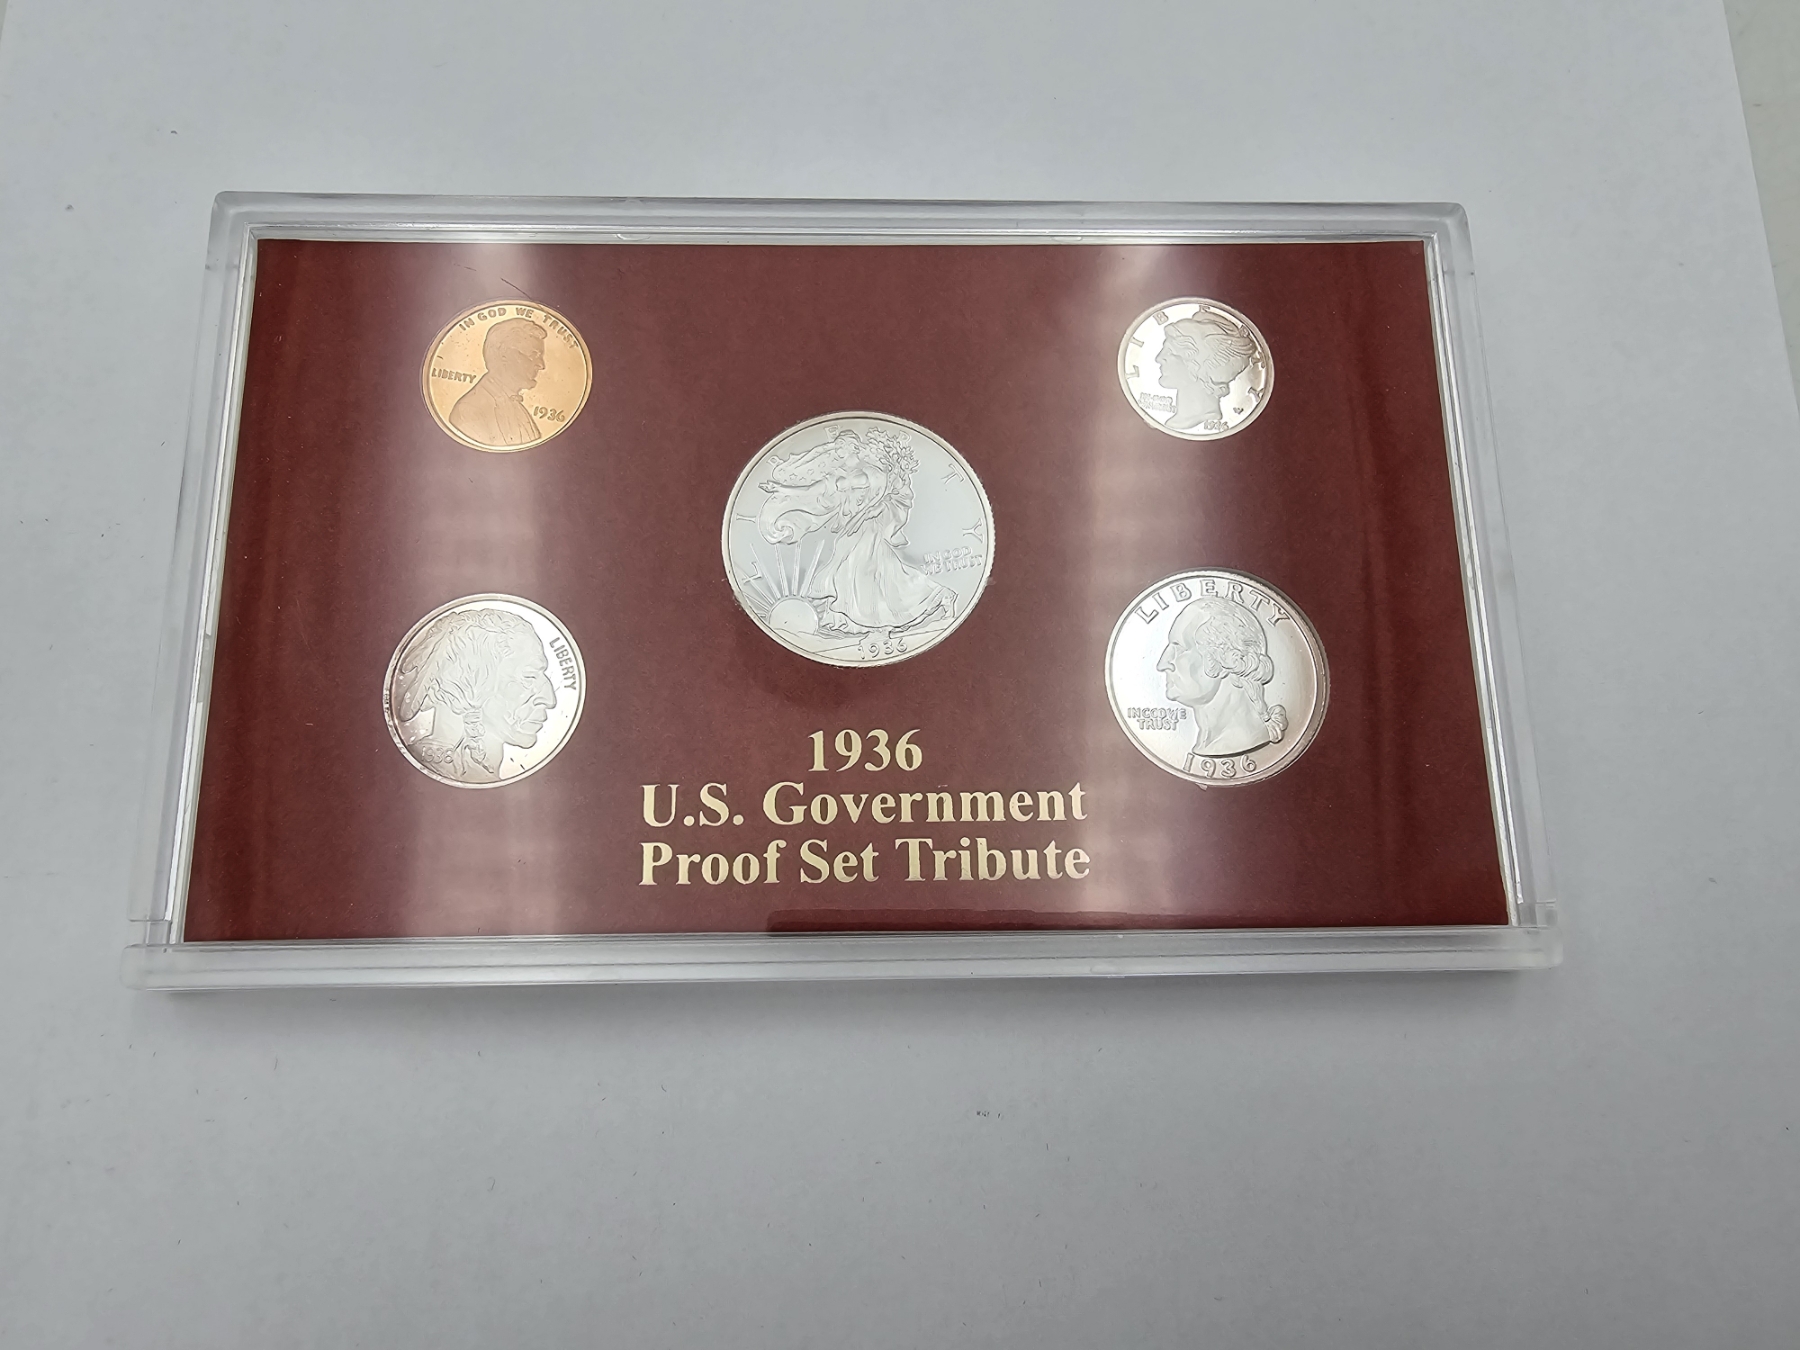 IN GOD WE TRUST
LIBERTY
1936
LIBERTY
1936
LIBERTY
IN GOD
WE TRUST
1936
LIBERTY
1936
LIBERTY
IN GOD WE
TRUST
1936
1936
U.S. Government
Proof Set Tribute